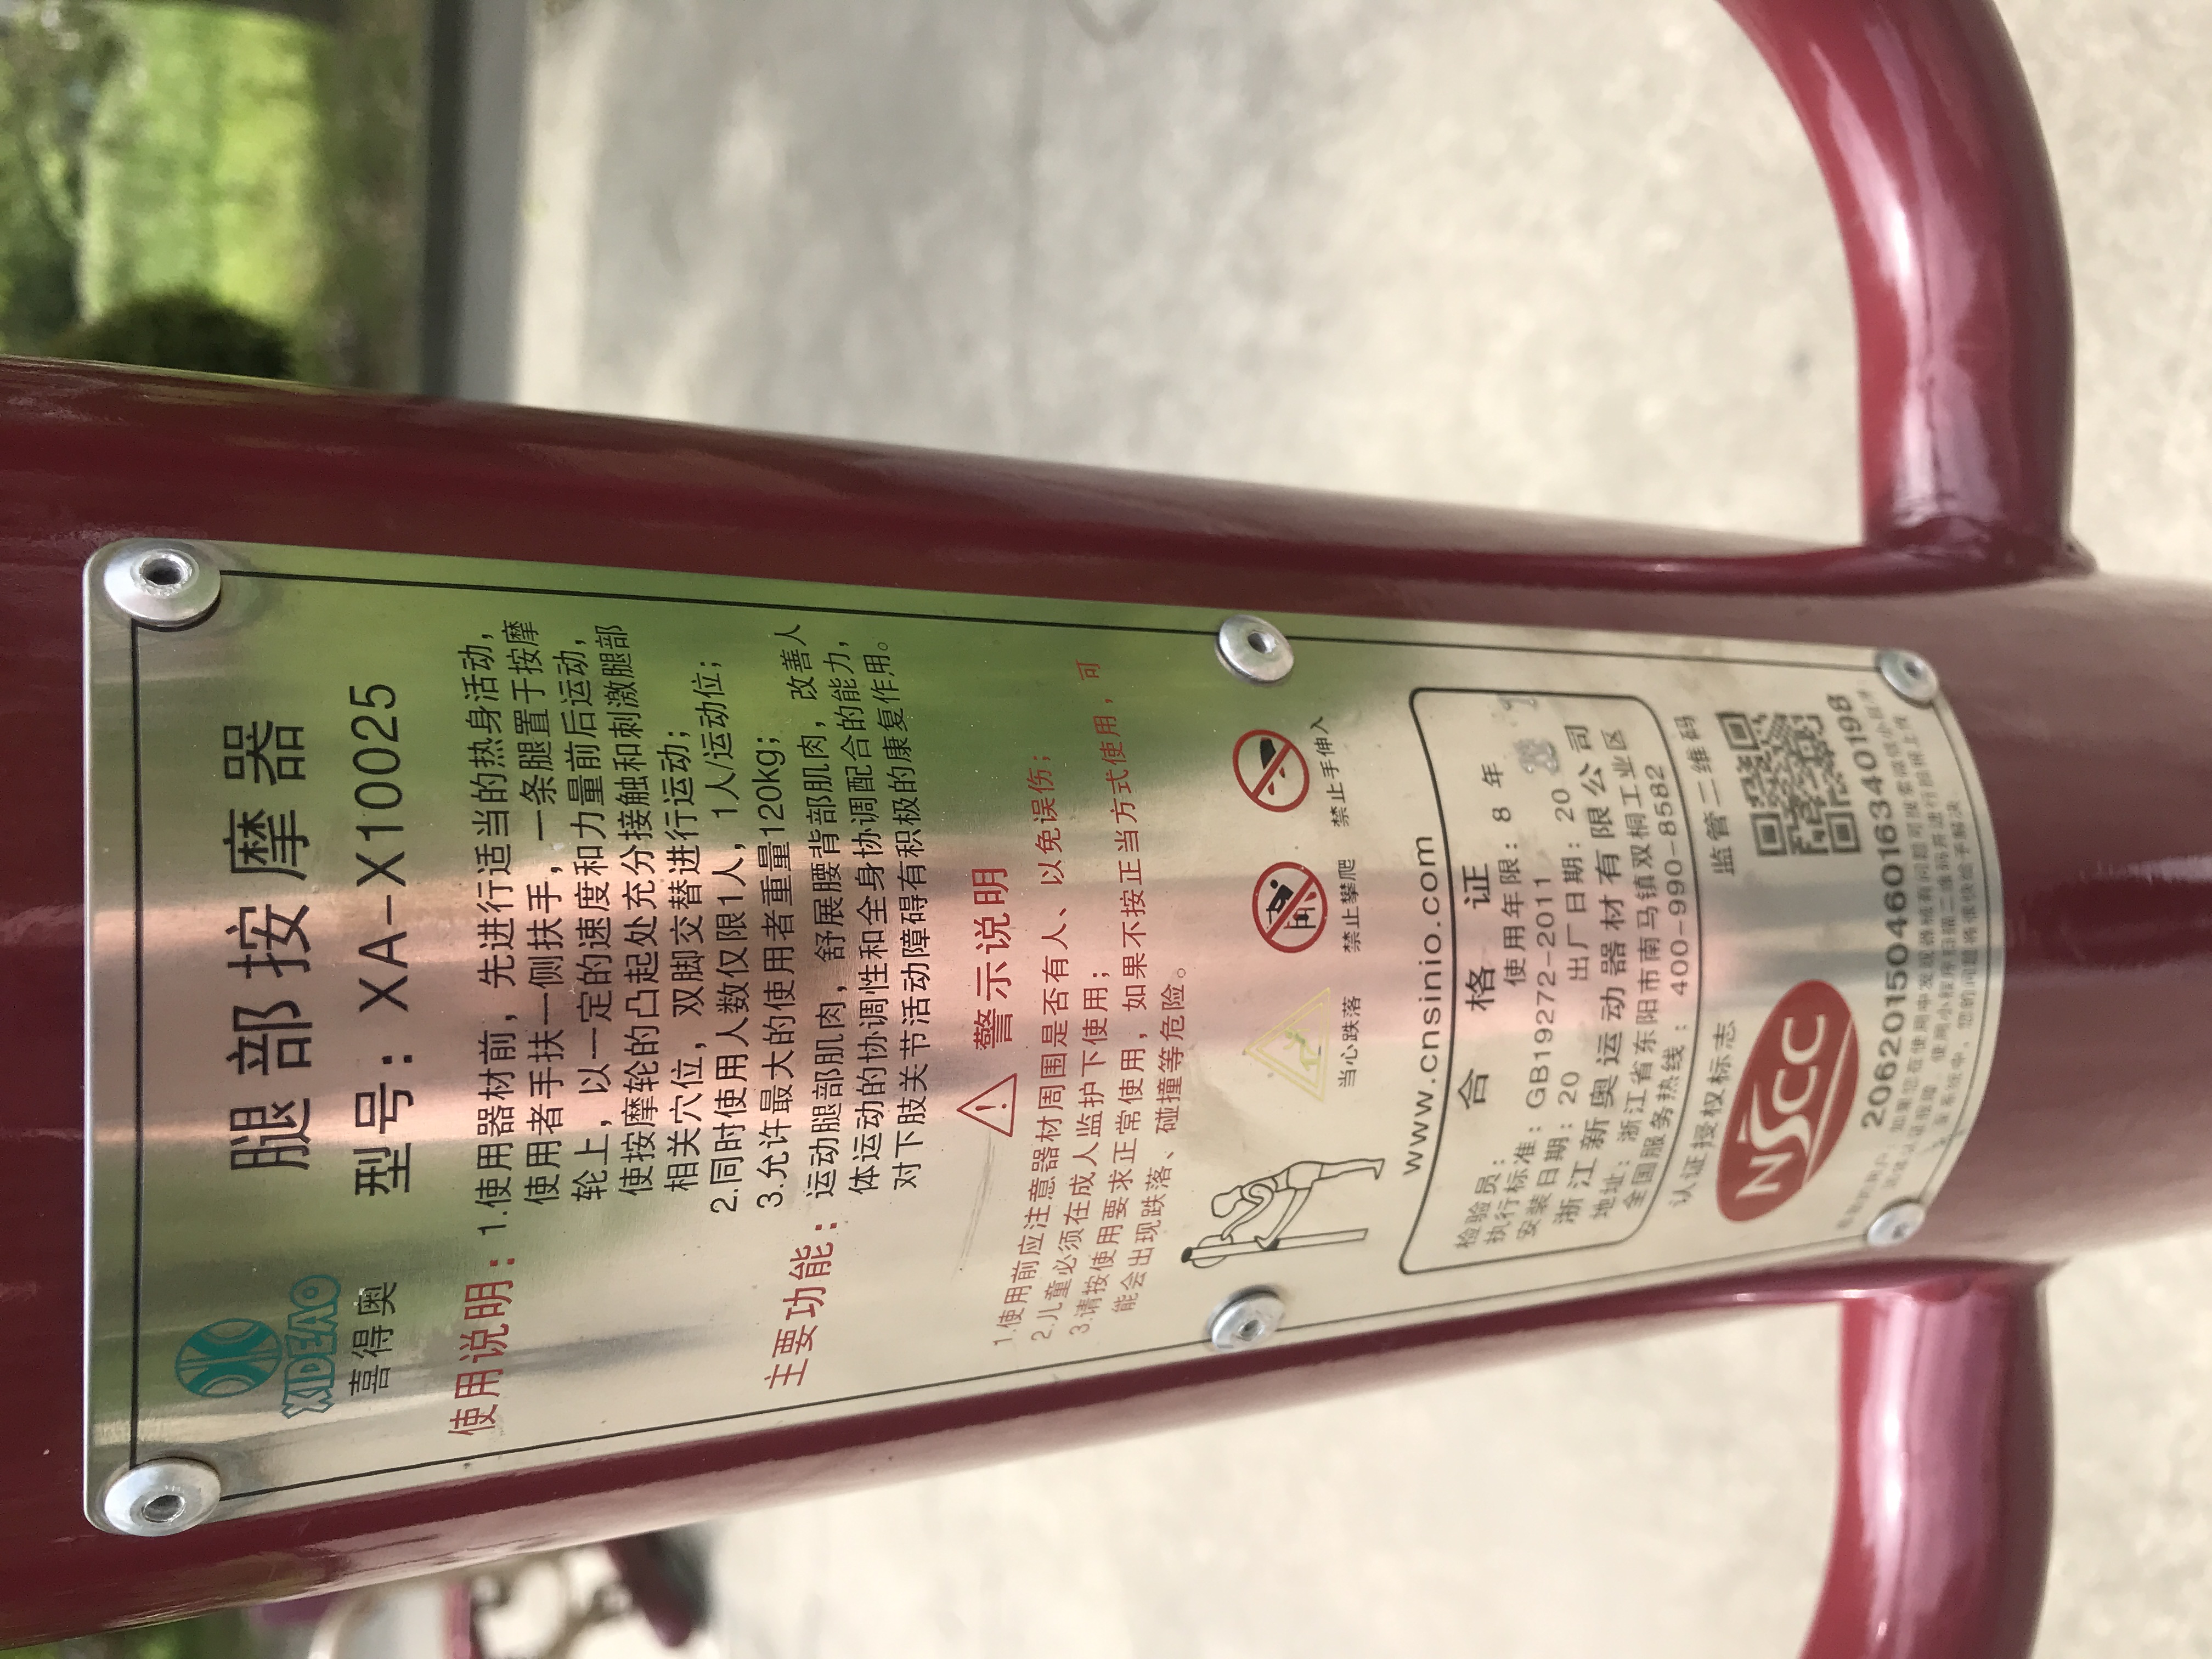 XIDEAO
喜得奥
腿部按摩器
型号：XA-X10025
使用说明：1.使用器材前，先进行适当的热身活动，
使用者手扶一侧扶手，一条腿置于按摩
轮上，以一定的速度和力量前后运动，
使按摩轮的凸起处充分接触和刺激腿部
相关穴位，双脚交替进行运动；
2.同时使用人数仅限1人，1人/运动位；
3.允许最大的使用者重量120kg；
主要功能：运动腿部肌肉，舒展腰背部肌肉，改善人
体运动的协调性和全身协调配合的能力，
对下肢关节活动障碍有积极的康复作用。
警示说明
1.使用前应注意器材周围是否有人、以免误伤；
2.儿童必须在成人监护下使用；
3.请按使用要求正常使用，如果不按正当方式使用，可
能会出现跌落、碰撞等危险。
当心跌落 禁止攀爬 禁止手伸入
www.cnsinio.com
合格证
检验员： 使用年限：8 年
执行标准：GB19272-2011
安装日期：20 出厂日期：20
浙江新奥运动器材有限公司
地址：浙江省东阳市南马镇双桐工业区
全国服务热线：400-990-8582
认证授权标志 监管二维码
NSCC
2062015046016340198